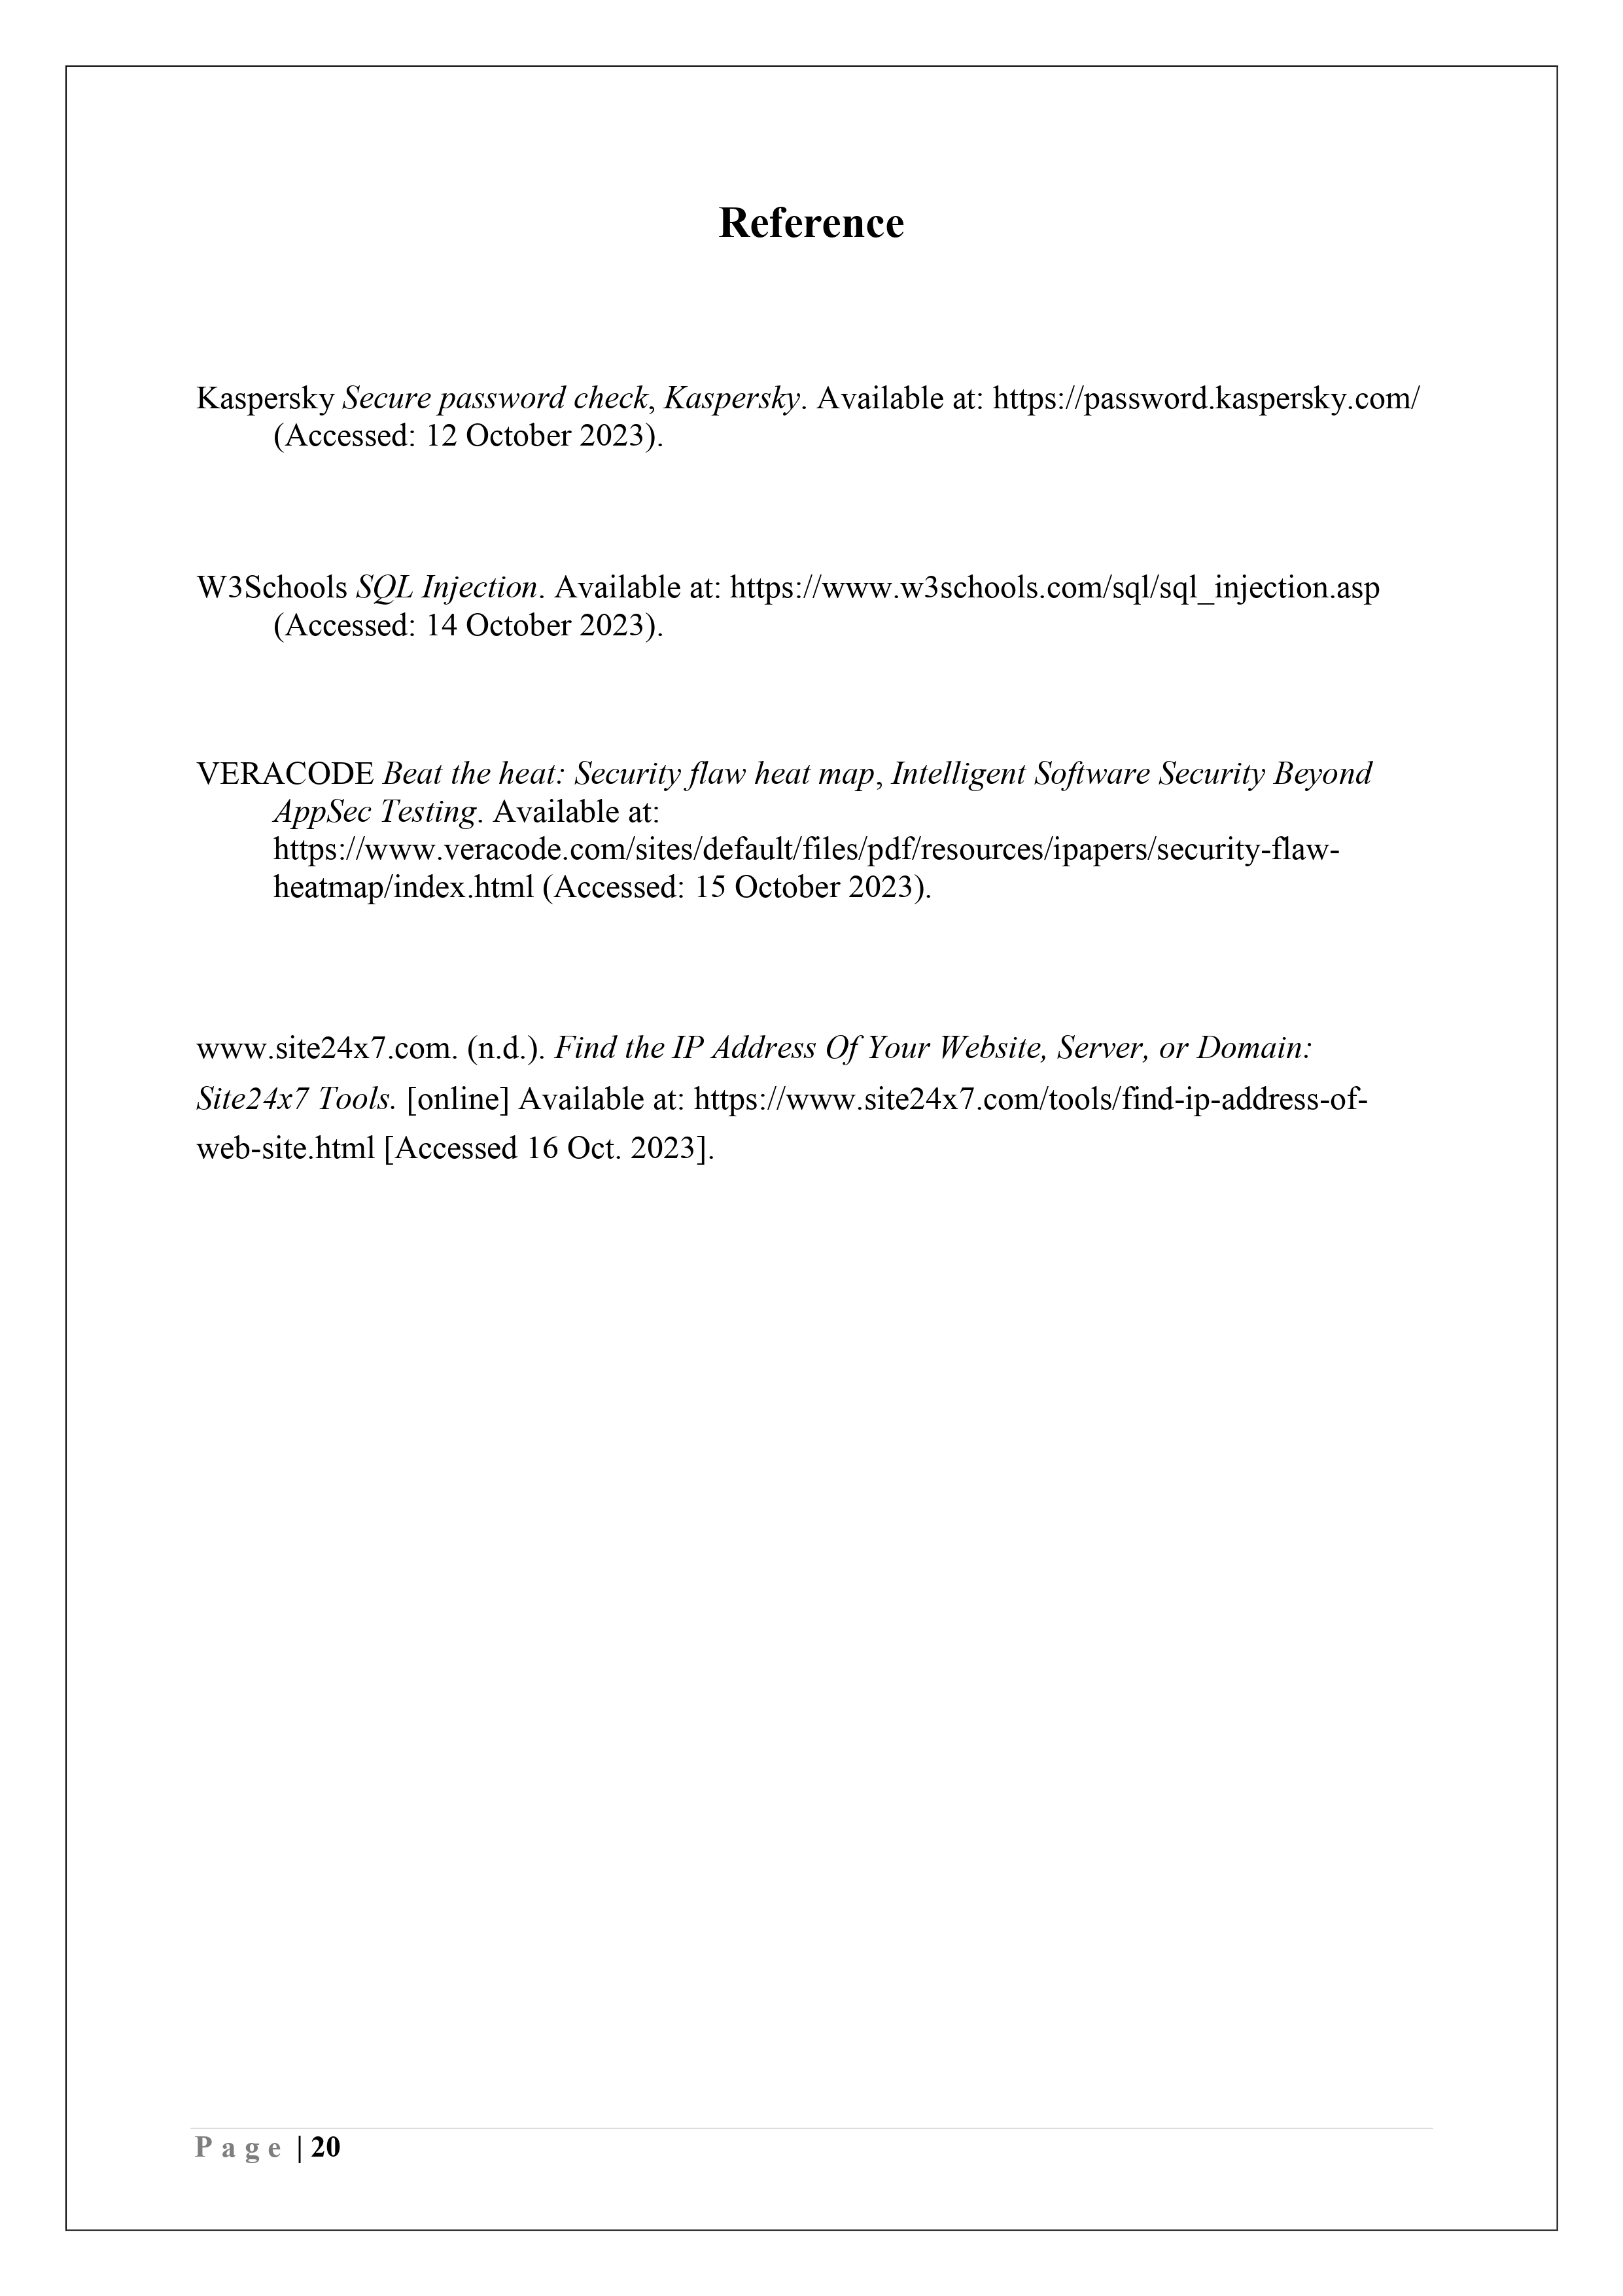 Reference
Kaspersky Secure password check, Kaspersky. Available at: https://password.kaspersky.com/
(Accessed: 12 October 2023).
W3Schools SQL Injection. Available at: https://www.w3schools.com/sql/sql_injection.asp
(Accessed: 14 October 2023).
VERACODE Beat the heat: Security flaw heat map, Intelligent Software Security Beyond
AppSec Testing. Available at:
https://www.veracode.com/sites/default/files/pdf/resources/ipapers/security-flaw-
heatmap/index.html (Accessed: 15 October 2023).
www.site24x7.com. (n.d.). Find the IP Address Of Your Website, Server, or Domain:
Site24x7 Tools. [online] Available at: https://www.site24x7.com/tools/find-ip-address-of-
web-site.html [Accessed 16 Oct. 2023].
Page | 20